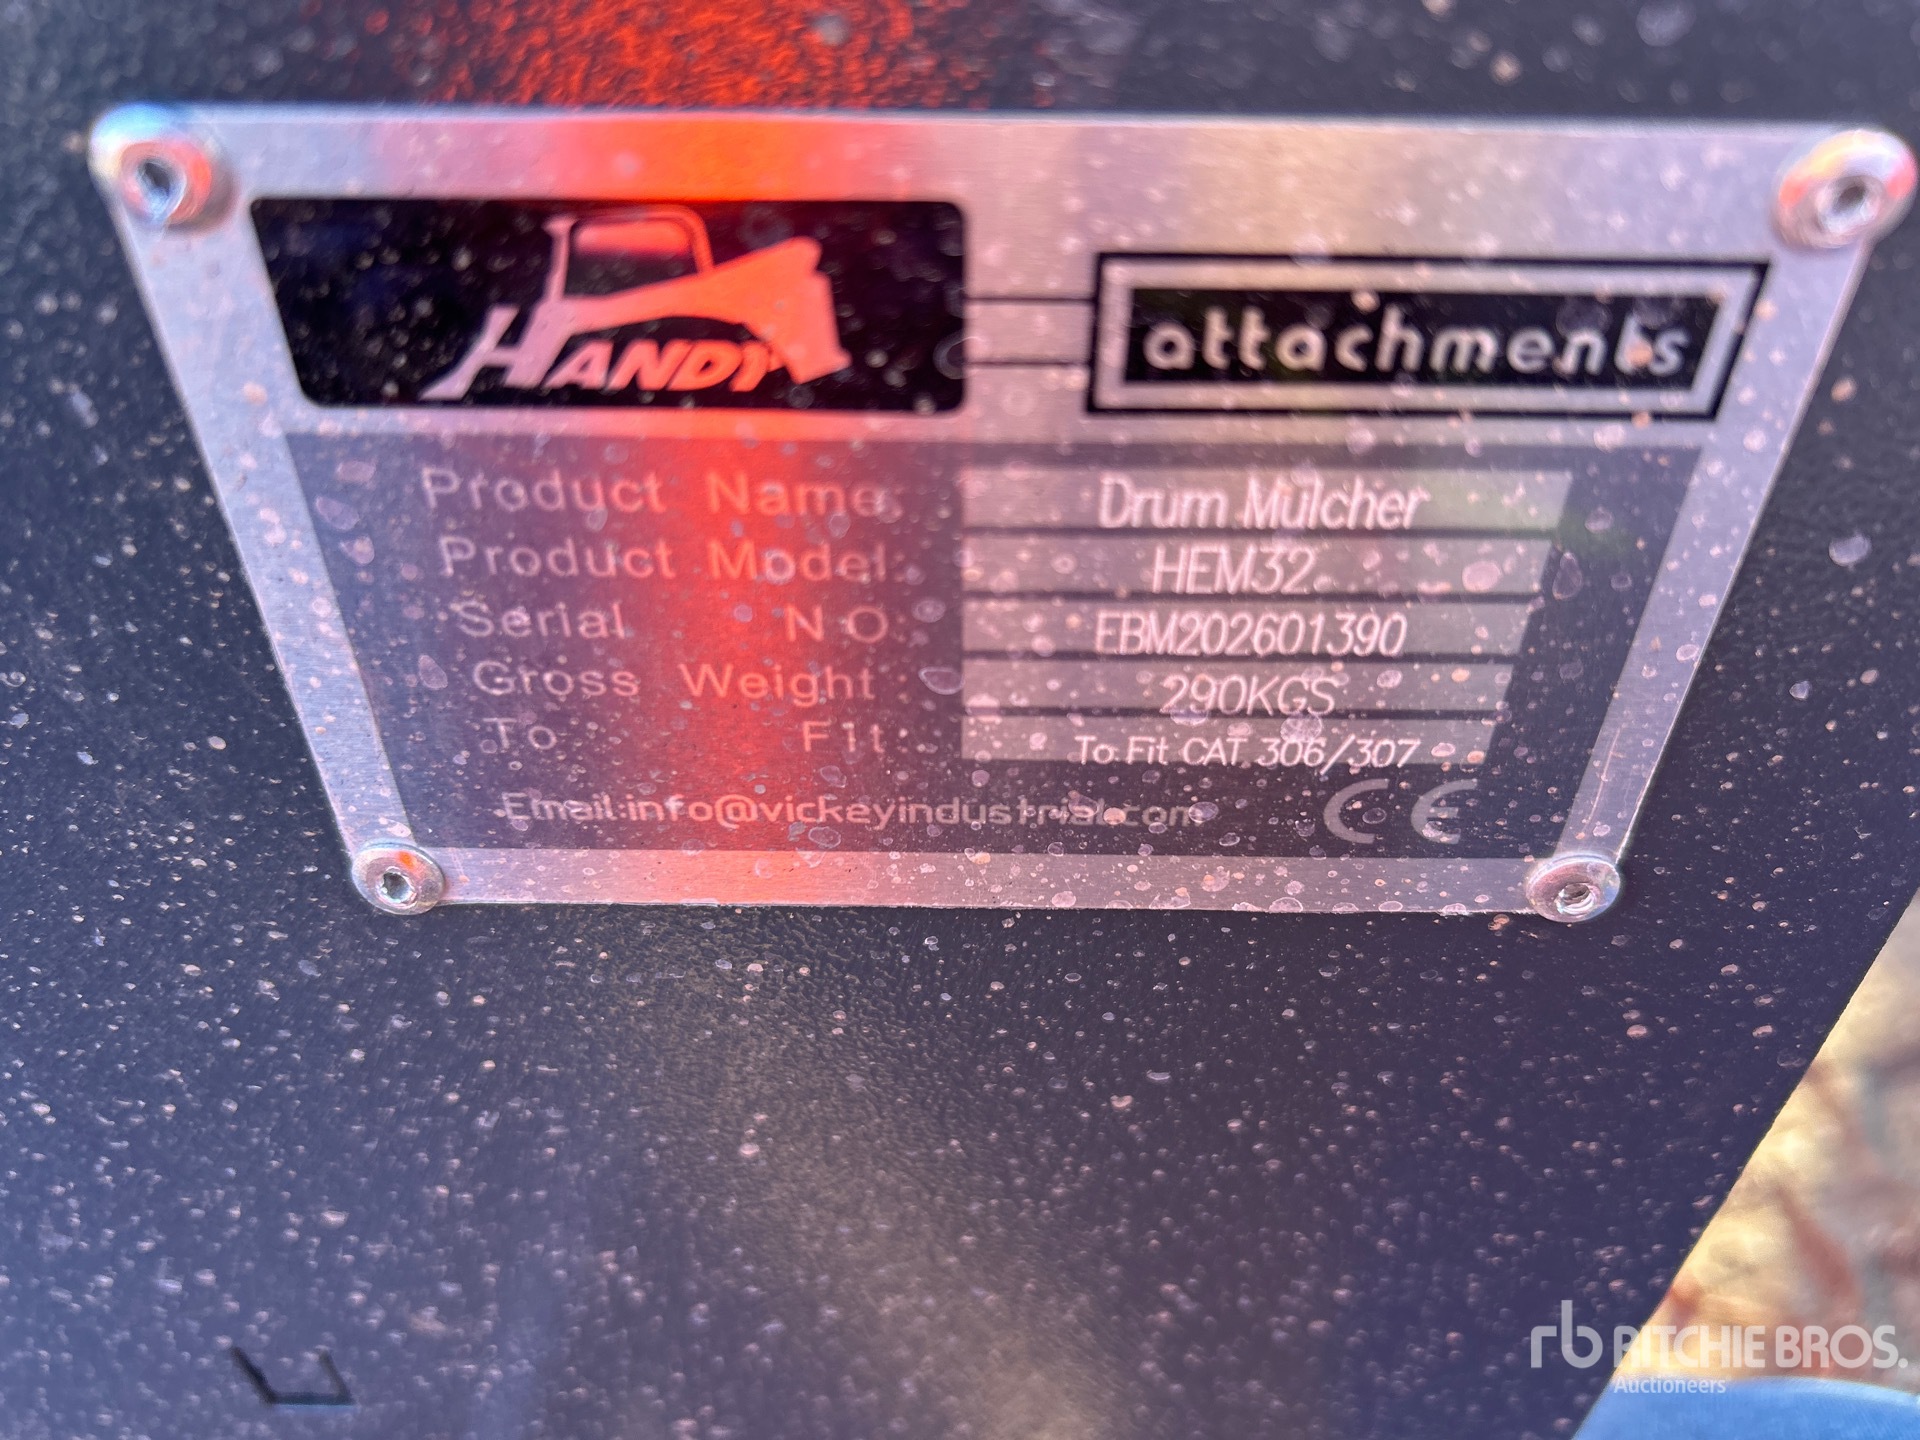 HANDY attachments
Product Name: Drum Mulcher
Product Model: HEM32
Serial NO: EBM202601390
Gross Weight: 290KGS
To Fit: To Fit CAT 306/307
Email:info@vickeyindustrial.com CE
rb RITCHIE BROS.
Auctioneers